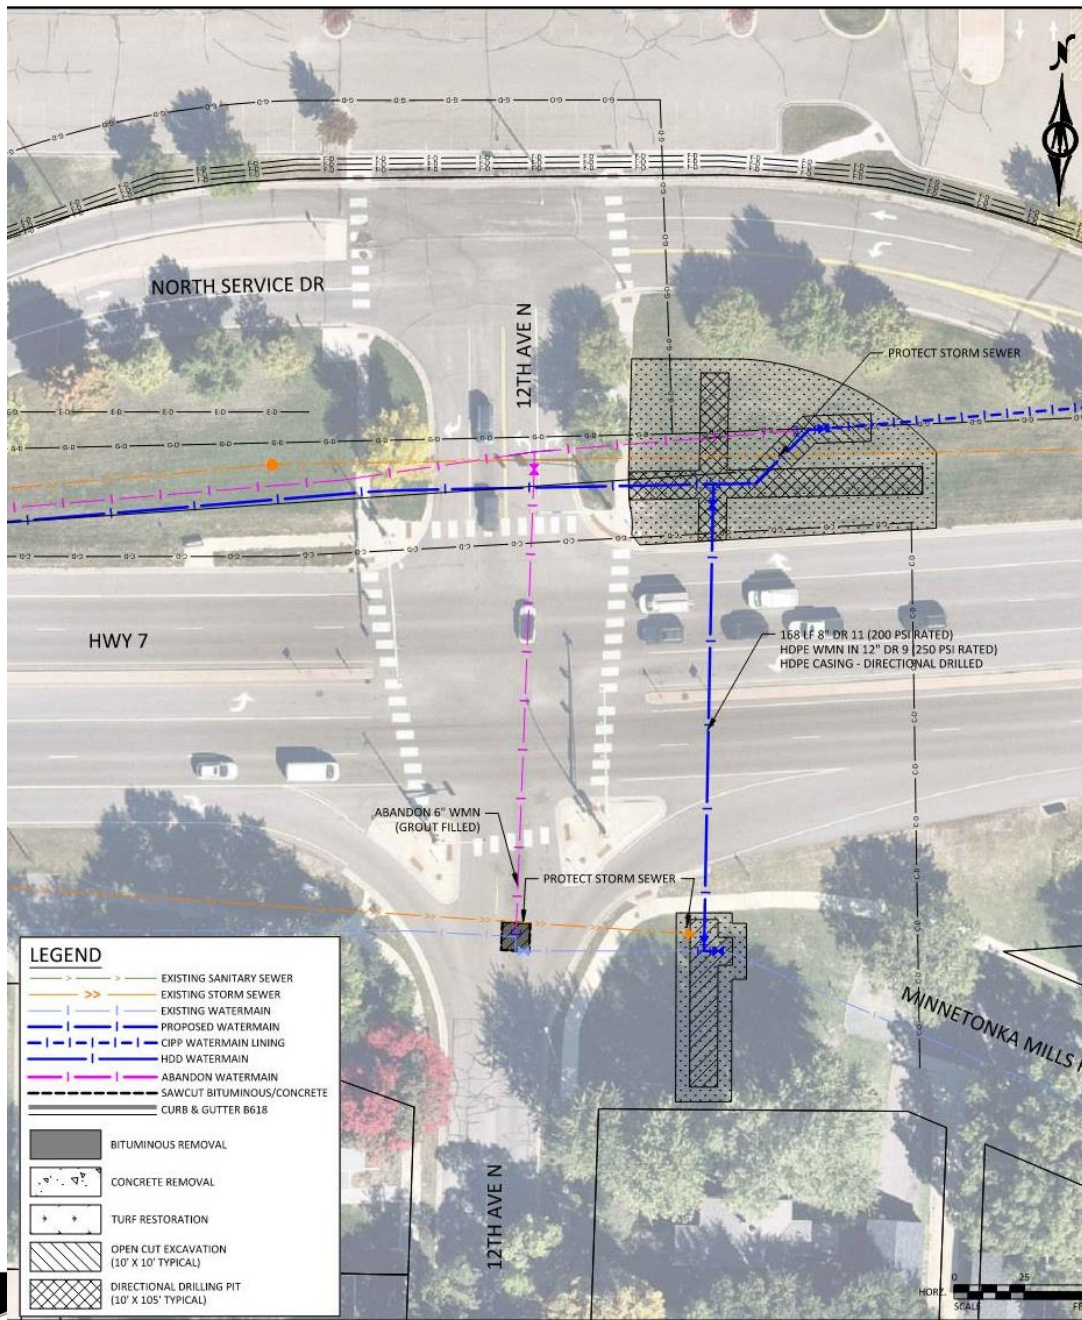 N
NORTH SERVICE DR
12TH AVE N
PROTECT STORM SEWER
HWY 7
168 LF 8" DR 11 (200 PSI RATED)
HDPE WMN IN 12" DR 9 (250 PSI RATED)
HDPE CASING - DIRECTIONAL DRILLED
ABANDON 6" WMN
(GROUT FILLED)
PROTECT STORM SEWER
MINNETONKA MILLS
12TH AVE N
LEGEND
EXISTING SANITARY SEWER
>> EXISTING STORM SEWER
EXISTING WATERMAIN
PROPOSED WATERMAIN
CIPP WATERMAIN LINING
HDD WATERMAIN
ABANDON WATERMAIN
SAWCUT BITUMINOUS/CONCRETE
CURB & GUTTER B618
BITUMINOUS REMOVAL
CONCRETE REMOVAL
TURF RESTORATION
OPEN CUT EXCAVATION
(10' X 10' TYPICAL)
DIRECTIONAL DRILLING PIT
(10' X 105' TYPICAL)
0 25
HORZ.
SCALE